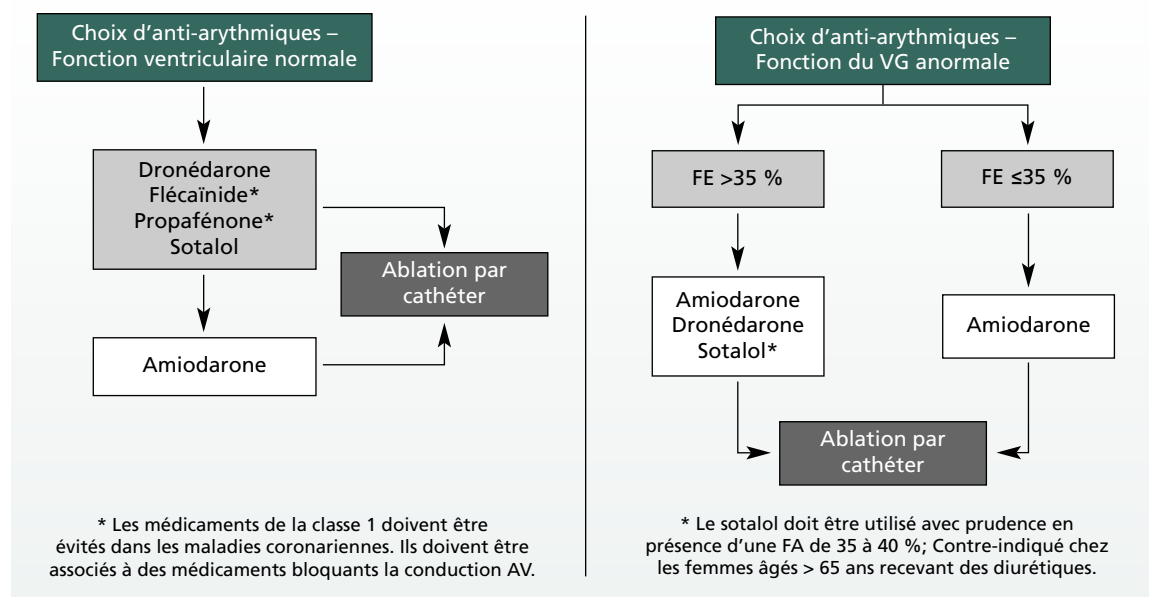 Choix d'anti-arythmiques –
Fonction ventriculaire normale
Dronédarone
Flécaïnide*
Propafénone*
Sotalol
Ablation par
cathéter
Amiodarone
* Les médicaments de la classe 1 doivent être
évités dans les maladies coronariennes. Ils doivent être
associés à des médicaments bloquants la conduction AV.
Choix d'anti-arythmiques –
Fonction du VG anormale
FE >35 %
FE ≤35 %
Amiodarone
Dronédarone
Sotalol*
Amiodarone
Ablation par
cathéter
* Le sotalol doit être utilisé avec prudence en
présence d'une FA de 35 à 40 %; Contre-indiqué chez
les femmes âgés > 65 ans recevant des diurétiques.